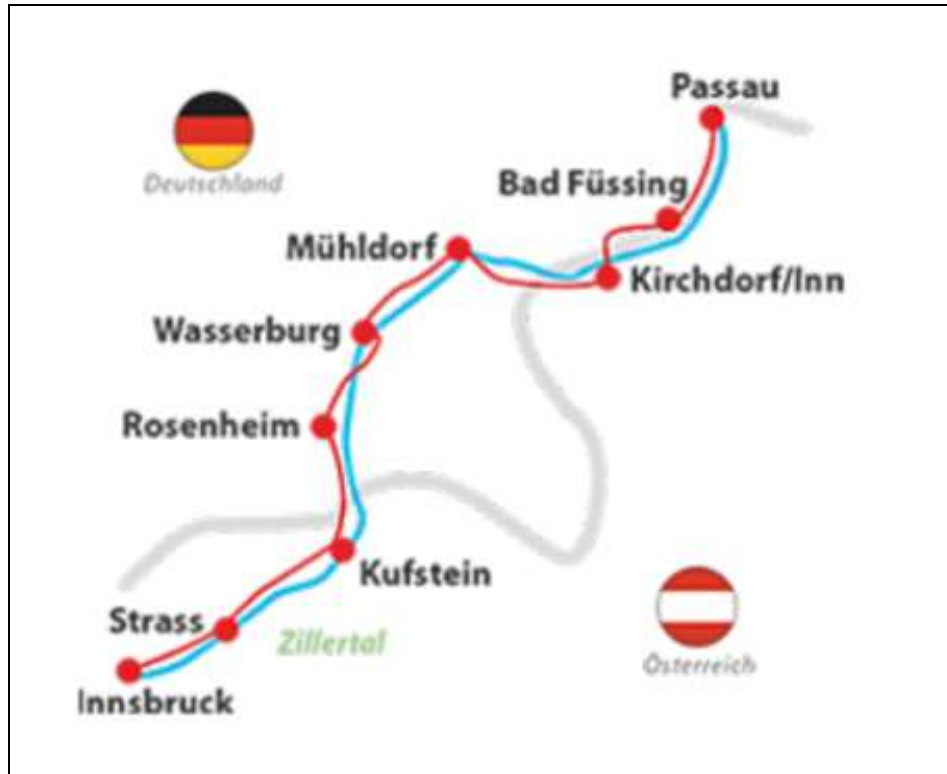 Passau
Deutschland
Bad Füssing
Mühldorf
Kirchdorf/Inn
Wasserburg
Rosenheim
Kufstein
Strass
Zillertal
Österreich
Innsbruck